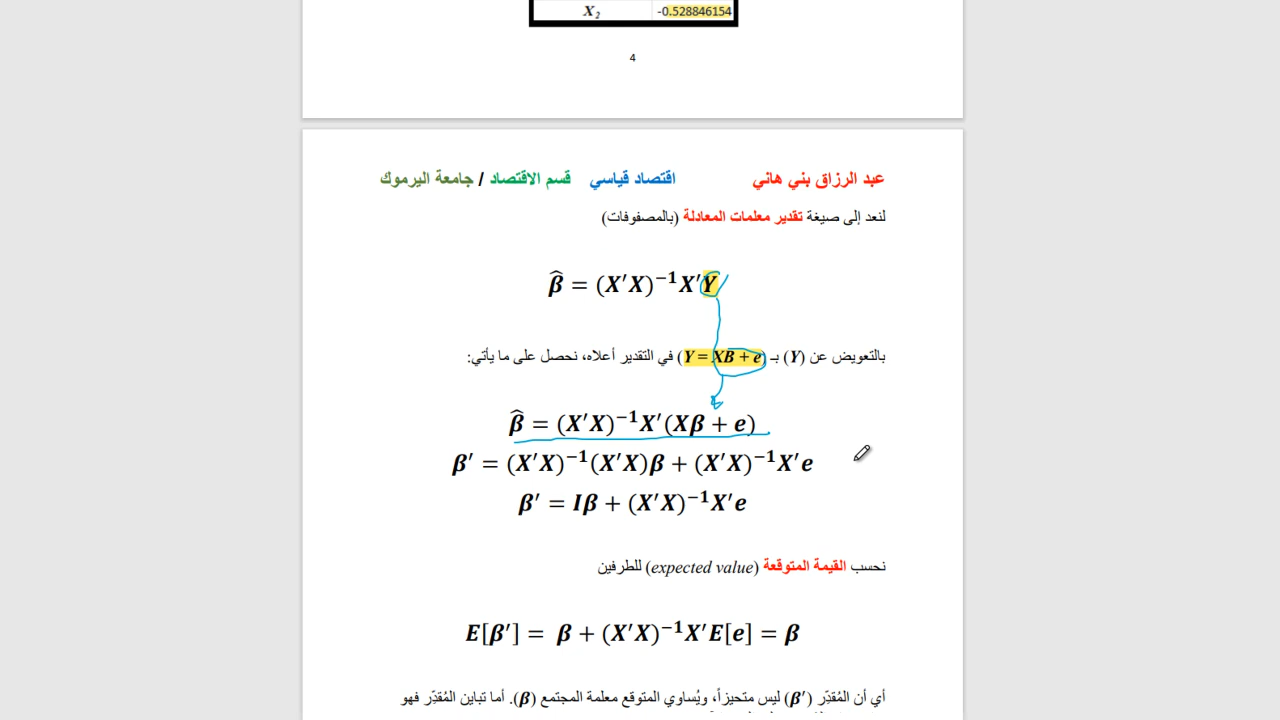 X₂ -0.528846154
4
عبد الرزاق بني هاني اقتصاد قياسي قسم الاقتصاد / جامعة اليرموك
لنعد إلى صيغة تقدير معلمات المعادلة (بالمصفوفات)
β̂ = (X′X)⁻¹X′Y
بالتعويض عن (Y) بـ (Y = XB + e) في التقدير أعلاه، نحصل على ما يأتي:
β̂ = (X′X)⁻¹X′(Xβ + e)
β′ = (X′X)⁻¹(X′X)β + (X′X)⁻¹X′e
β′ = Iβ + (X′X)⁻¹X′e
نحسب القيمة المتوقعة (expected value) للطرفين
E[β′] = β + (X′X)⁻¹X′E[e] = β
أي أن المُقدِّر (β′) ليس متحيزاً، ويُساوي المتوقع معلمة المجتمع (β). أما تباين المُقدِّر فهو